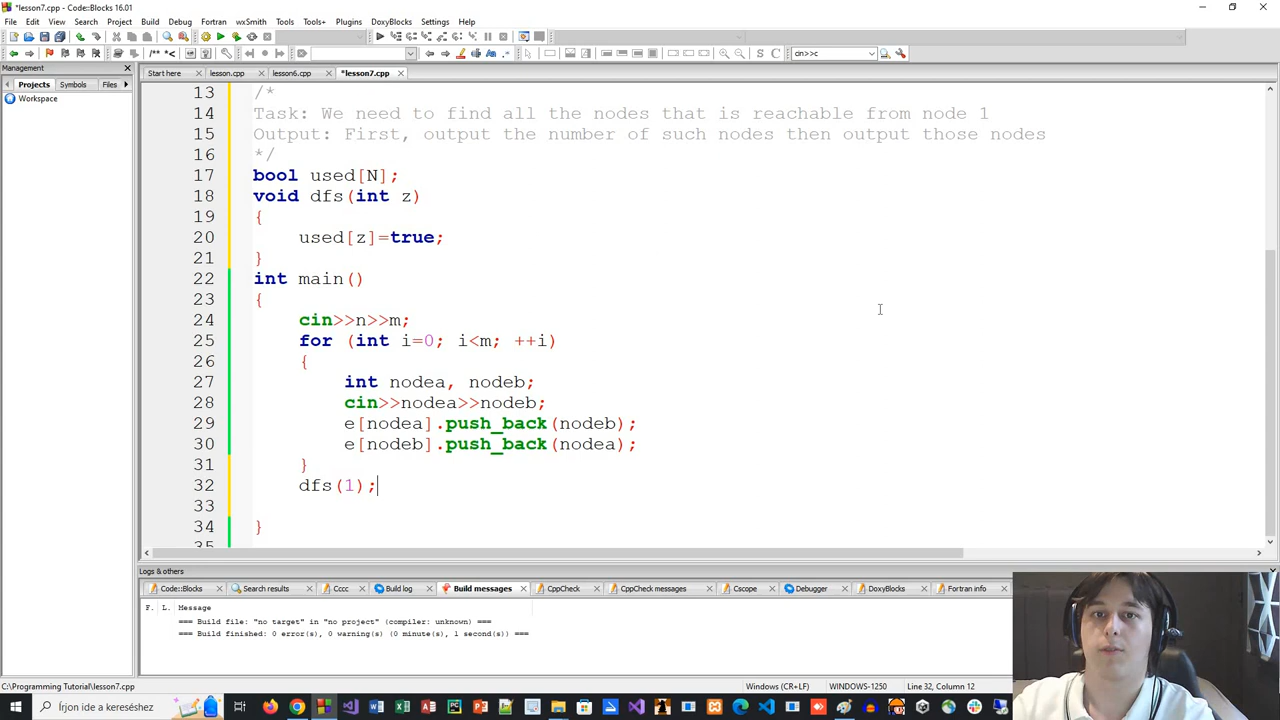 *lesson7.cpp - Code::Blocks 16.01
File Edit View Search Project Build Debug Fortran wxSmith Tools Tools+ Plugins DoxyBlocks Settings Help
/** *<
cin>>c
S C
Management
Projects Symbols Files
Workspace
Start here lesson.cpp lesson6.cpp *lesson7.cpp
13 /*
14 Task: We need to find all the nodes that is reachable from node 1
15 Output: First, output the number of such nodes then output those nodes
16 */
17 bool used[N];
18 void dfs(int z)
19 {
20 used[z]=true;
21 }
22 int main()
23 {
24 cin>>n>>m;
25 for (int i=0; i<m; ++i)
26 {
27 int nodea, nodeb;
28 cin>>nodea>>nodeb;
29 e[nodea].push_back(nodeb);
30 e[nodeb].push_back(nodea);
31 }
32 dfs(1);
33
34 }
35
Logs & others
Code::Blocks Search results Cccc Build log Build messages CppCheck CppCheck messages Cscope Debugger DoxyBlocks Fortran info
F. L. Message
=== Build file: "no target" in "no project" (compiler: unknown) ===
=== Build finished: 0 error(s), 0 warning(s) (0 minute(s), 1 second(s)) ===
C:\Programming Tutorial\lesson7.cpp Windows (CR+LF) WINDOWS-1250 Line 32, Column 12
Írjon ide a kereséshez